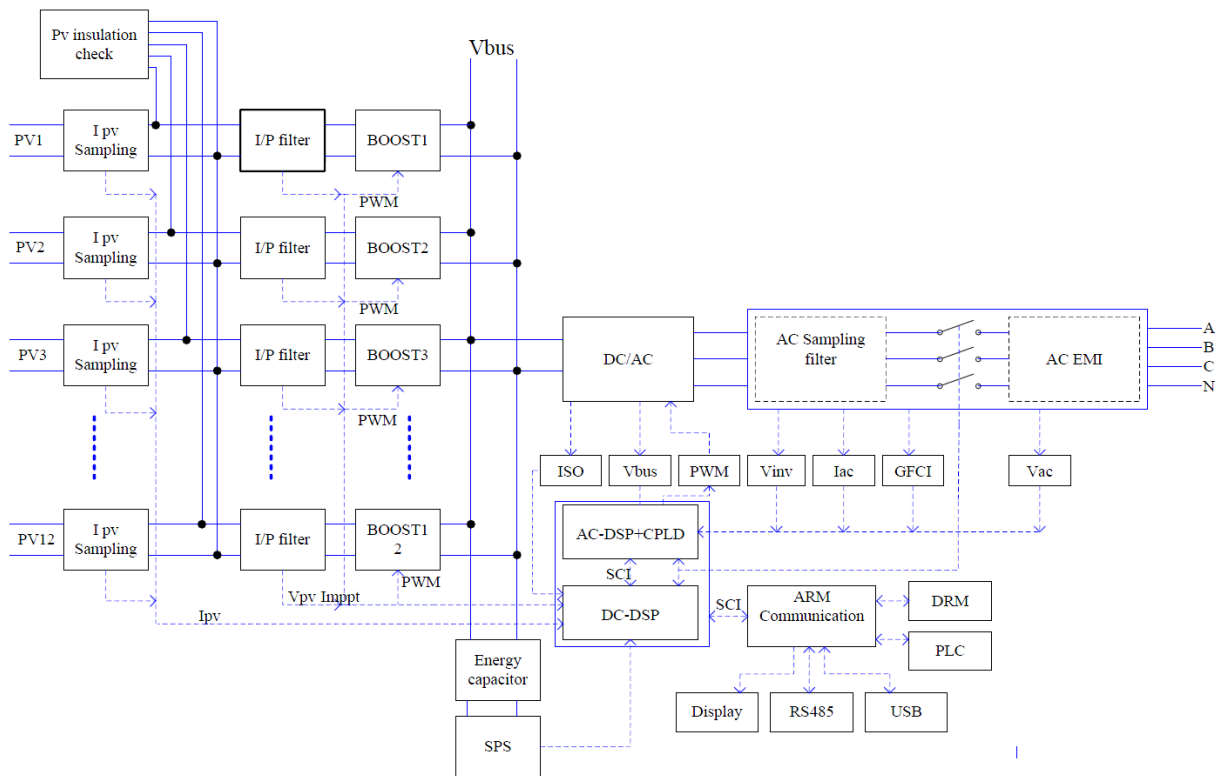 Pv insulation
check
Vbus
PV1
I pv
Sampling
I/P filter
BOOST1
PWM
PV2
I pv
Sampling
I/P filter
BOOST2
PWM
PV3
I pv
Sampling
I/P filter
BOOST3
PWM
DC/AC
AC Sampling
filter
AC EMI
A
B
C
N
ISO
Vbus
PWM
Vinv
Iac
GFCI
Vac
PV12
I pv
Sampling
I/P filter
BOOST1
2
PWM
Vpv Imppt
Ipv
AC-DSP+CPLD
SCI
DC-DSP
SCI
ARM
Communication
DRM
PLC
Energy
capacitor
SPS
Display
RS485
USB